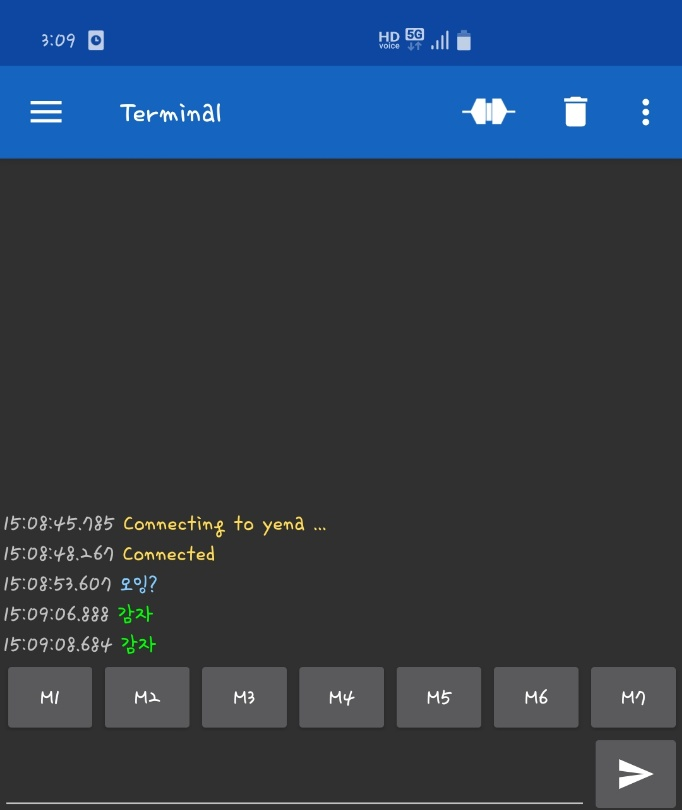 3:09 HD voice 5G
Terminal
15:08:45.785 Connecting to yena ...
15:08:48.267 Connected
15:08:53.607 오잉?
15:09:06.888 감자
15:09:08.684 감자
M1 M2 M3 M4 M5 M6 M7